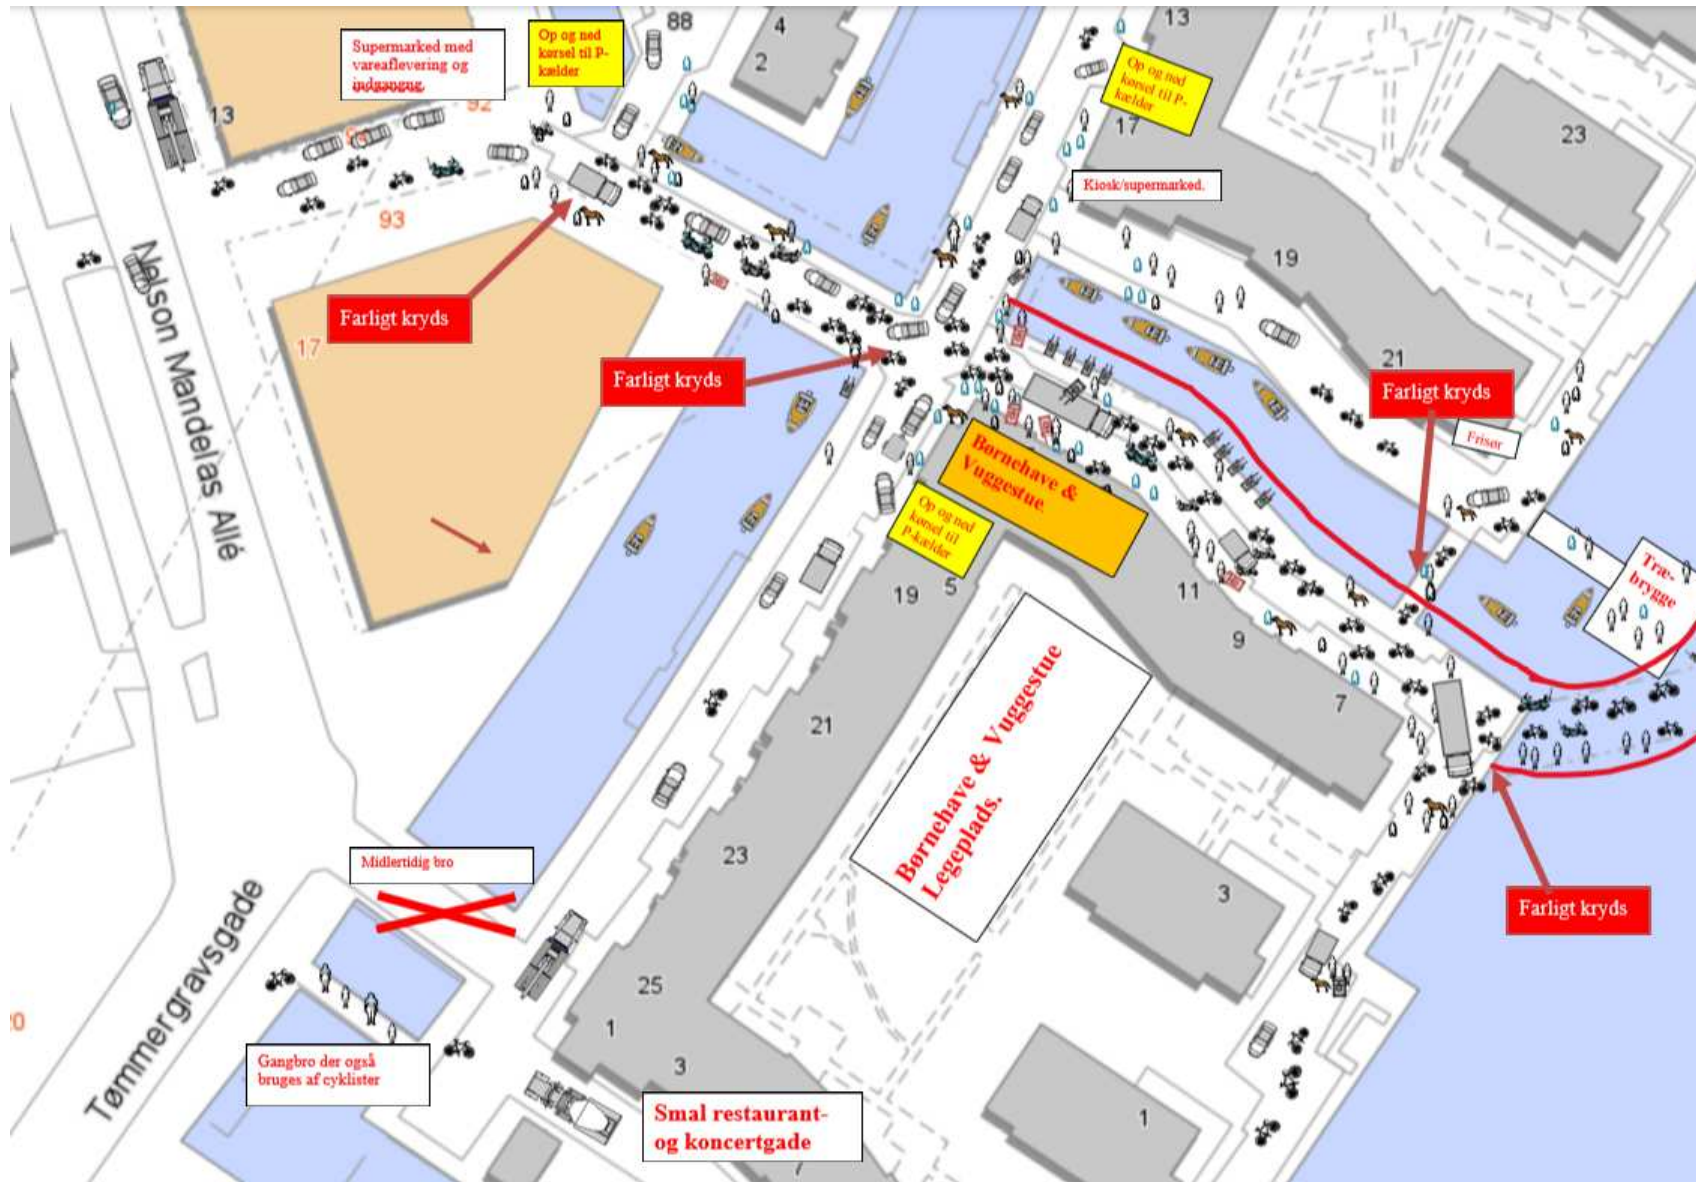 88
4
2
13
Supermarked med
vareaflevering og
indgangug.
Op og ned
kørsel til P-
kælder
Op og ned
kørsel til P-
kælder
13
92
17
23
Kiosk/supermarked.
93
19
Nelson Mandelas Allé
Farligt kryds
17
Farligt kryds
21
Farligt kryds
Frisør
Børnehave &
Vuggestue
Op og ned
kørsel til
P-kælder
Træ-
brygge
19
5
11
9
7
Børnehave & Vuggestue
Legeplads.
21
23
3
Midlertidig bro
Farligt kryds
Tømmergravsgade
25
1
3
Gangbro der også
bruges af cyklister
Smal restaurant-
og koncertgade
1